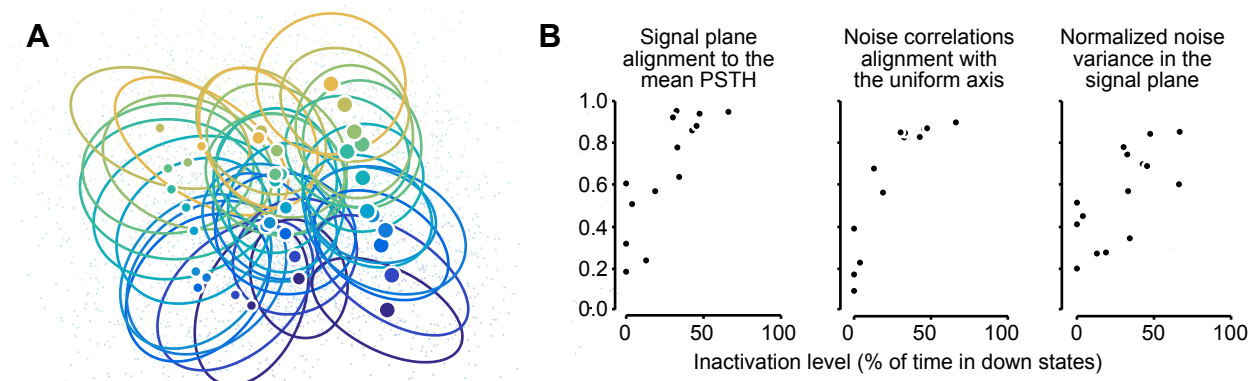 A
B
Signal plane
alignment to the
mean PSTH
Noise correlations
alignment with
the uniform axis
Normalized noise
variance in the
signal plane
1.0
0.8
0.6
0.4
0.2
0.0
0 50 100
0 50 100
0 50 100
Inactivation level (% of time in down states)